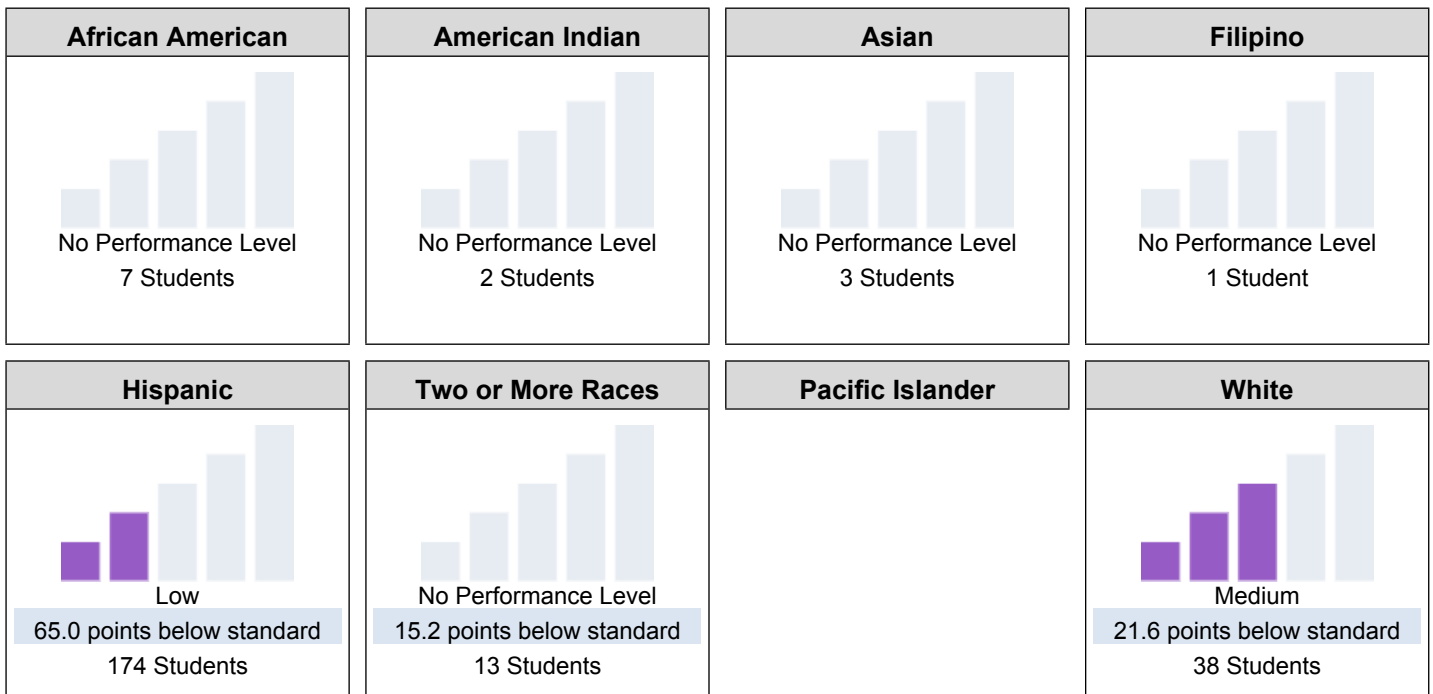 African American
No Performance Level
7 Students
American Indian
No Performance Level
2 Students
Asian
No Performance Level
3 Students
Filipino
No Performance Level
1 Student
Hispanic
Low
65.0 points below standard
174 Students
Two or More Races
No Performance Level
15.2 points below standard
13 Students
Pacific Islander
White
Medium
21.6 points below standard
38 Students